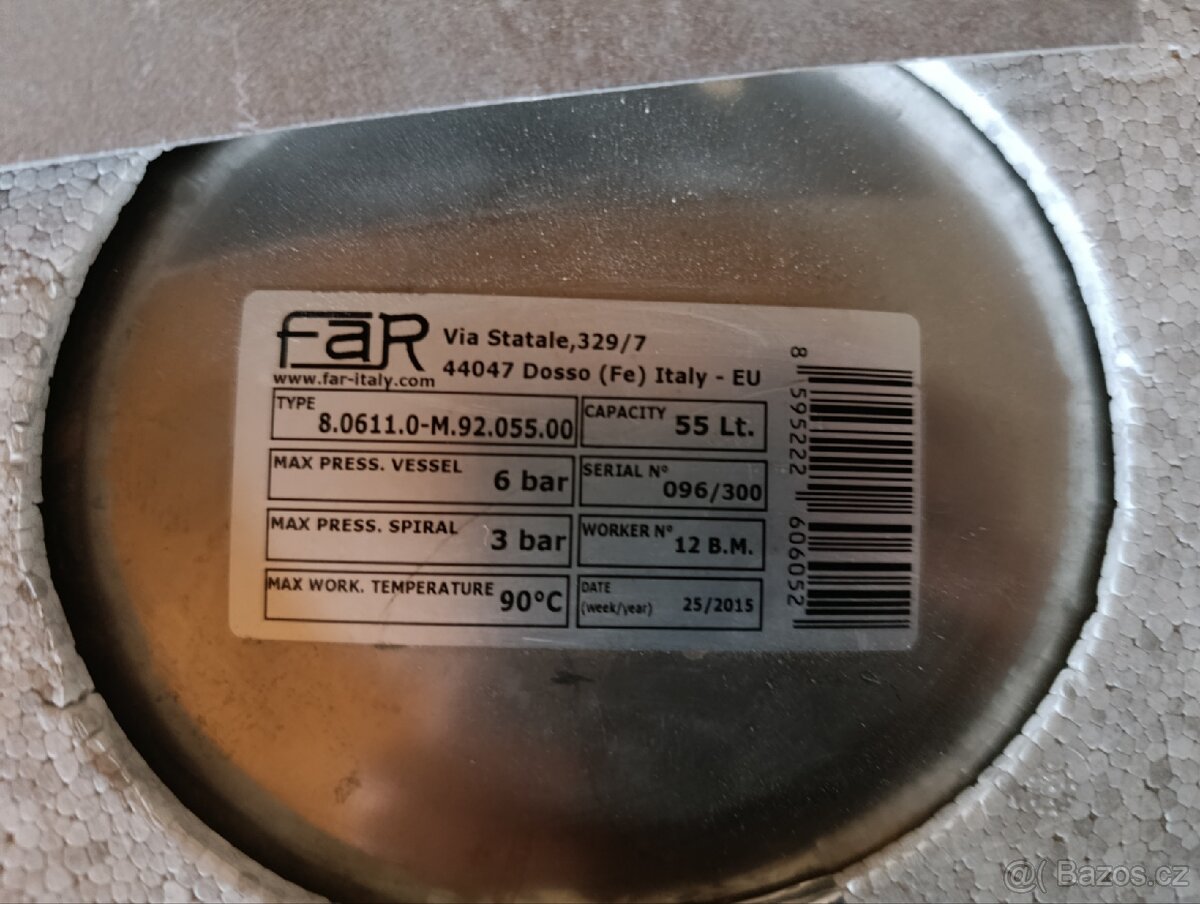 FAR
www.far-italy.com
Via Statale,329/7
44047 Dosso (Fe) Italy - EU
TYPE
8.0611.0-M.92.055.00
CAPACITY
55 Lt.
MAX PRESS. VESSEL
6 bar
SERIAL N°
096/300
MAX PRESS. SPIRAL
3 bar
WORKER N°
12 B.M.
MAX WORK. TEMPERATURE
90°C
DATE
(week/year)
25/2015
8 595222 606052
@( Bazos.cz